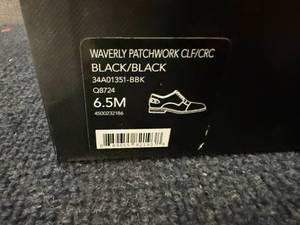 WAVERLY PATCHWORK CLF/CRC
BLACK/BLACK
34A01351-BBK
Q8724
6.5M
4500232186